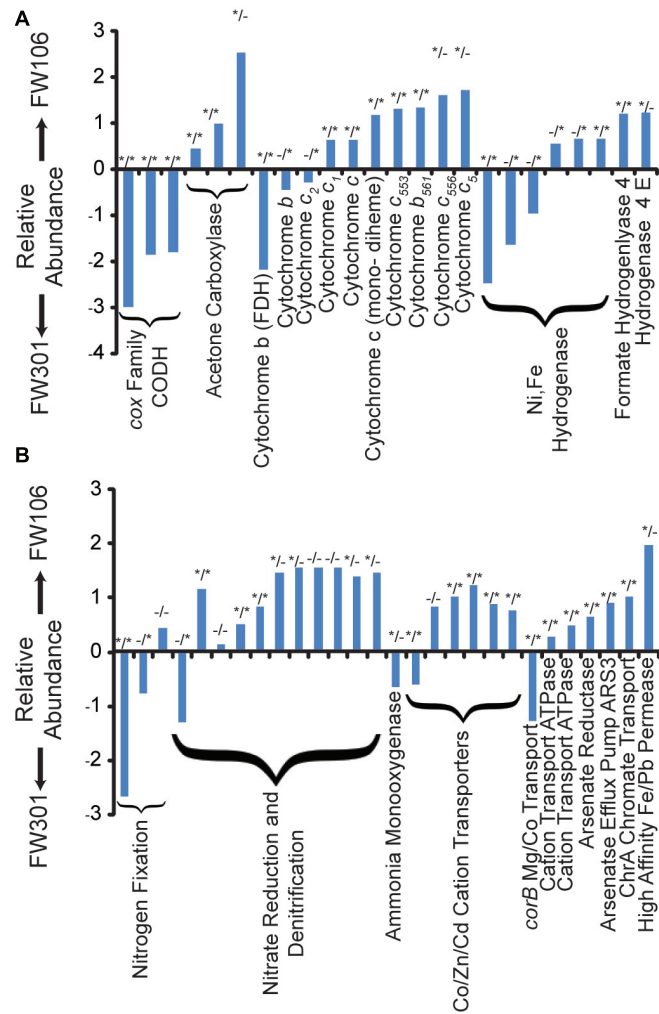 A
3
2
1
0
-1
-2
-3
-4
FW301 Relative Abundance FW106
*/* */* */* */* */* */- */* -/* -/* */* */* */* */* */* */- */- */* -/* -/* -/* -/* */* */* */-
cox Family
CODH
Acetone Carboxylase
Cytochrome b (FDH)
Cytochrome b
Cytochrome c2
Cytochrome c1
Cytochrome c
Cytochrome c (mono- diheme)
Cytochrome c553
Cytochrome b561
Cytochrome c556
Cytochrome c5
Ni,Fe
Hydrogenase
Formate Hydrogenlyase 4
Hydrogenase 4 E
B
3
2
1
0
-1
-2
-3
FW301 Relative Abundance FW106
*/* -/* -/- -/* */* -/- */* */* */- */- -/- -/- */- */- */- */* -/- */* */* */* */* */* */* */* */* */* */* */-
Nitrogen Fixation
Nitrate Reduction and
Denitrification
Ammonia Monooxygenase
Co/Zn/Cd Cation Transporters
corB Mg/Co Transport
Cation Transport ATPase
Cation Transport ATPase
Arsenate Reductase
Arsenatse Efflux Pump ARS3
ChrA Chromate Transport
High Affinity Fe/Pb Permease